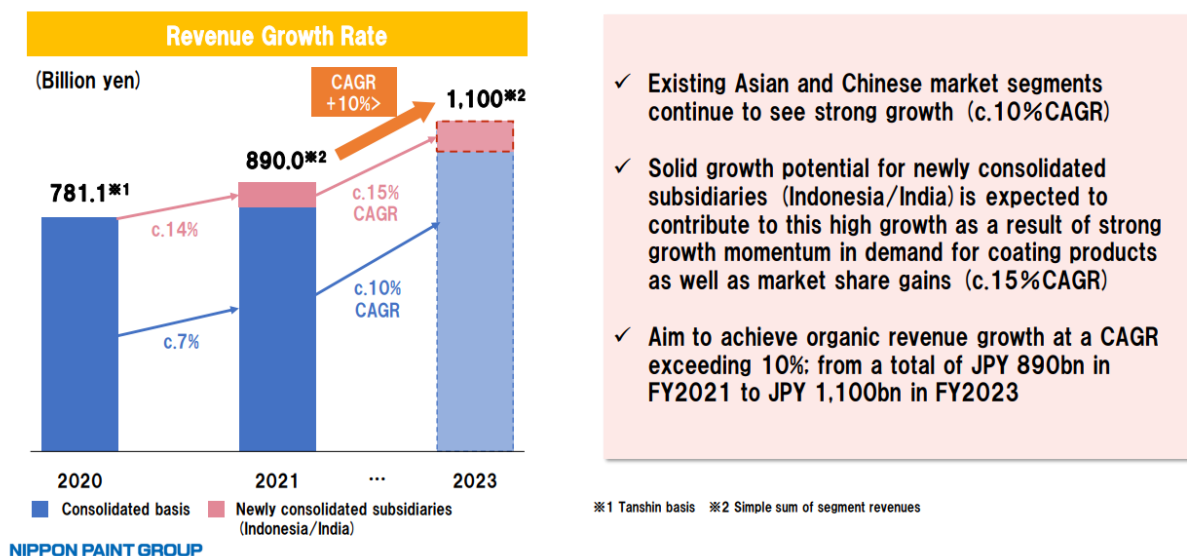 Revenue Growth Rate
(Billion yen)
CAGR
+10%>
1,100※2
890.0※2
781.1※1
c.14%
c.15%
CAGR
c.10%
CAGR
c.7%
2020
2021
…
2023
Consolidated basis
Newly consolidated subsidiaries
(Indonesia/India)
NIPPON PAINT GROUP
✓ Existing Asian and Chinese market segments
continue to see strong growth (c.10%CAGR)
✓ Solid growth potential for newly consolidated
subsidiaries (Indonesia/India) is expected to
contribute to this high growth as a result of strong
growth momentum in demand for coating products
as well as market share gains (c.15%CAGR)
✓ Aim to achieve organic revenue growth at a CAGR
exceeding 10%; from a total of JPY 890bn in
FY2021 to JPY 1,100bn in FY2023
※1 Tanshin basis ※2 Simple sum of segment revenues